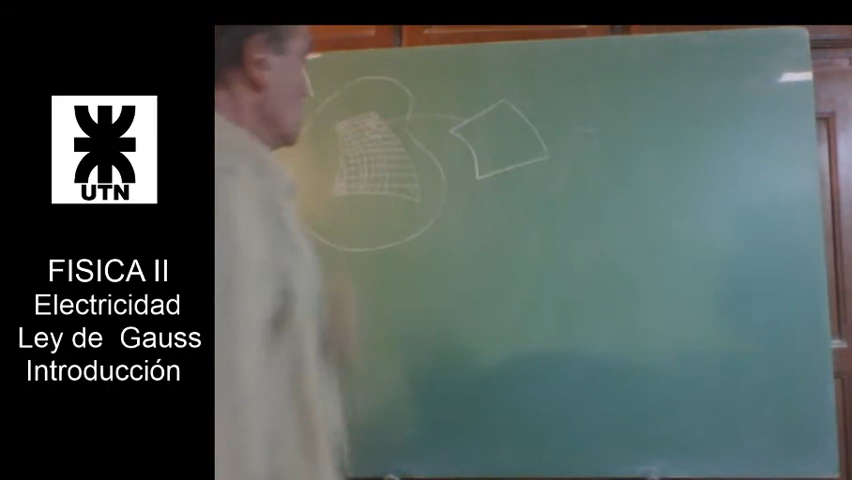 UTN
FISICA II
Electricidad
Ley de Gauss
Introducción